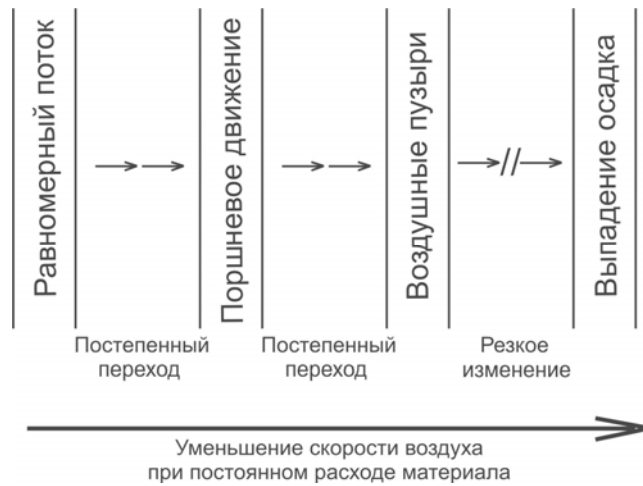 Равномерный поток
Поршневое движение
Воздушные пузыри
Выпадение осадка
Постепенный
переход
Постепенный
переход
Резкое
изменение
Уменьшение скорости воздуха
при постоянном расходе материала